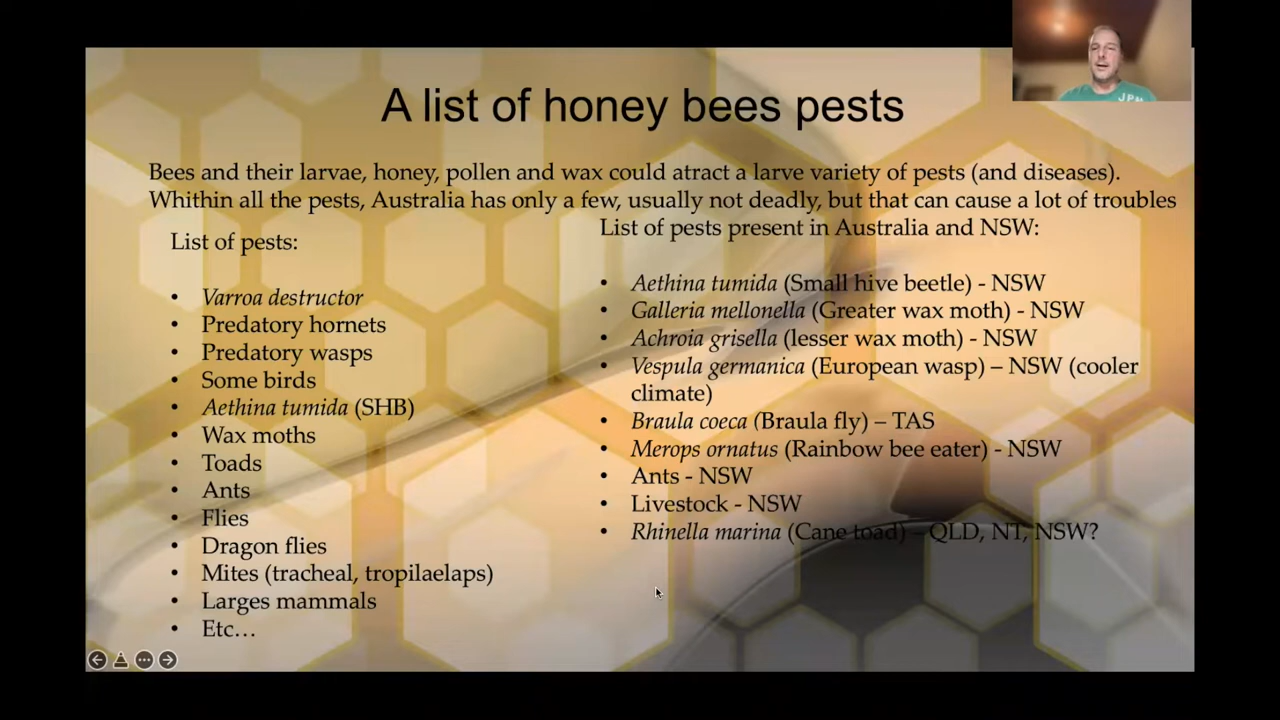 A list of honey bees pests
Bees and their larvae, honey, pollen and wax could atract a larve variety of pests (and diseases).
Whithin all the pests, Australia has only a few, usually not deadly, but that can cause a lot of troubles
List of pests:
• Varroa destructor
• Predatory hornets
• Predatory wasps
• Some birds
• Aethina tumida (SHB)
• Wax moths
• Toads
• Ants
• Flies
• Dragon flies
• Mites (tracheal, tropilaelaps)
• Larges mammals
• Etc…
List of pests present in Australia and NSW:
• Aethina tumida (Small hive beetle) - NSW
• Galleria mellonella (Greater wax moth) - NSW
• Achroia grisella (lesser wax moth) - NSW
• Vespula germanica (European wasp) – NSW (cooler
climate)
• Braula coeca (Braula fly) – TAS
• Merops ornatus (Rainbow bee eater) - NSW
• Ants - NSW
• Livestock - NSW
• Rhinella marina (Cane toad) – QLD, NT, NSW?